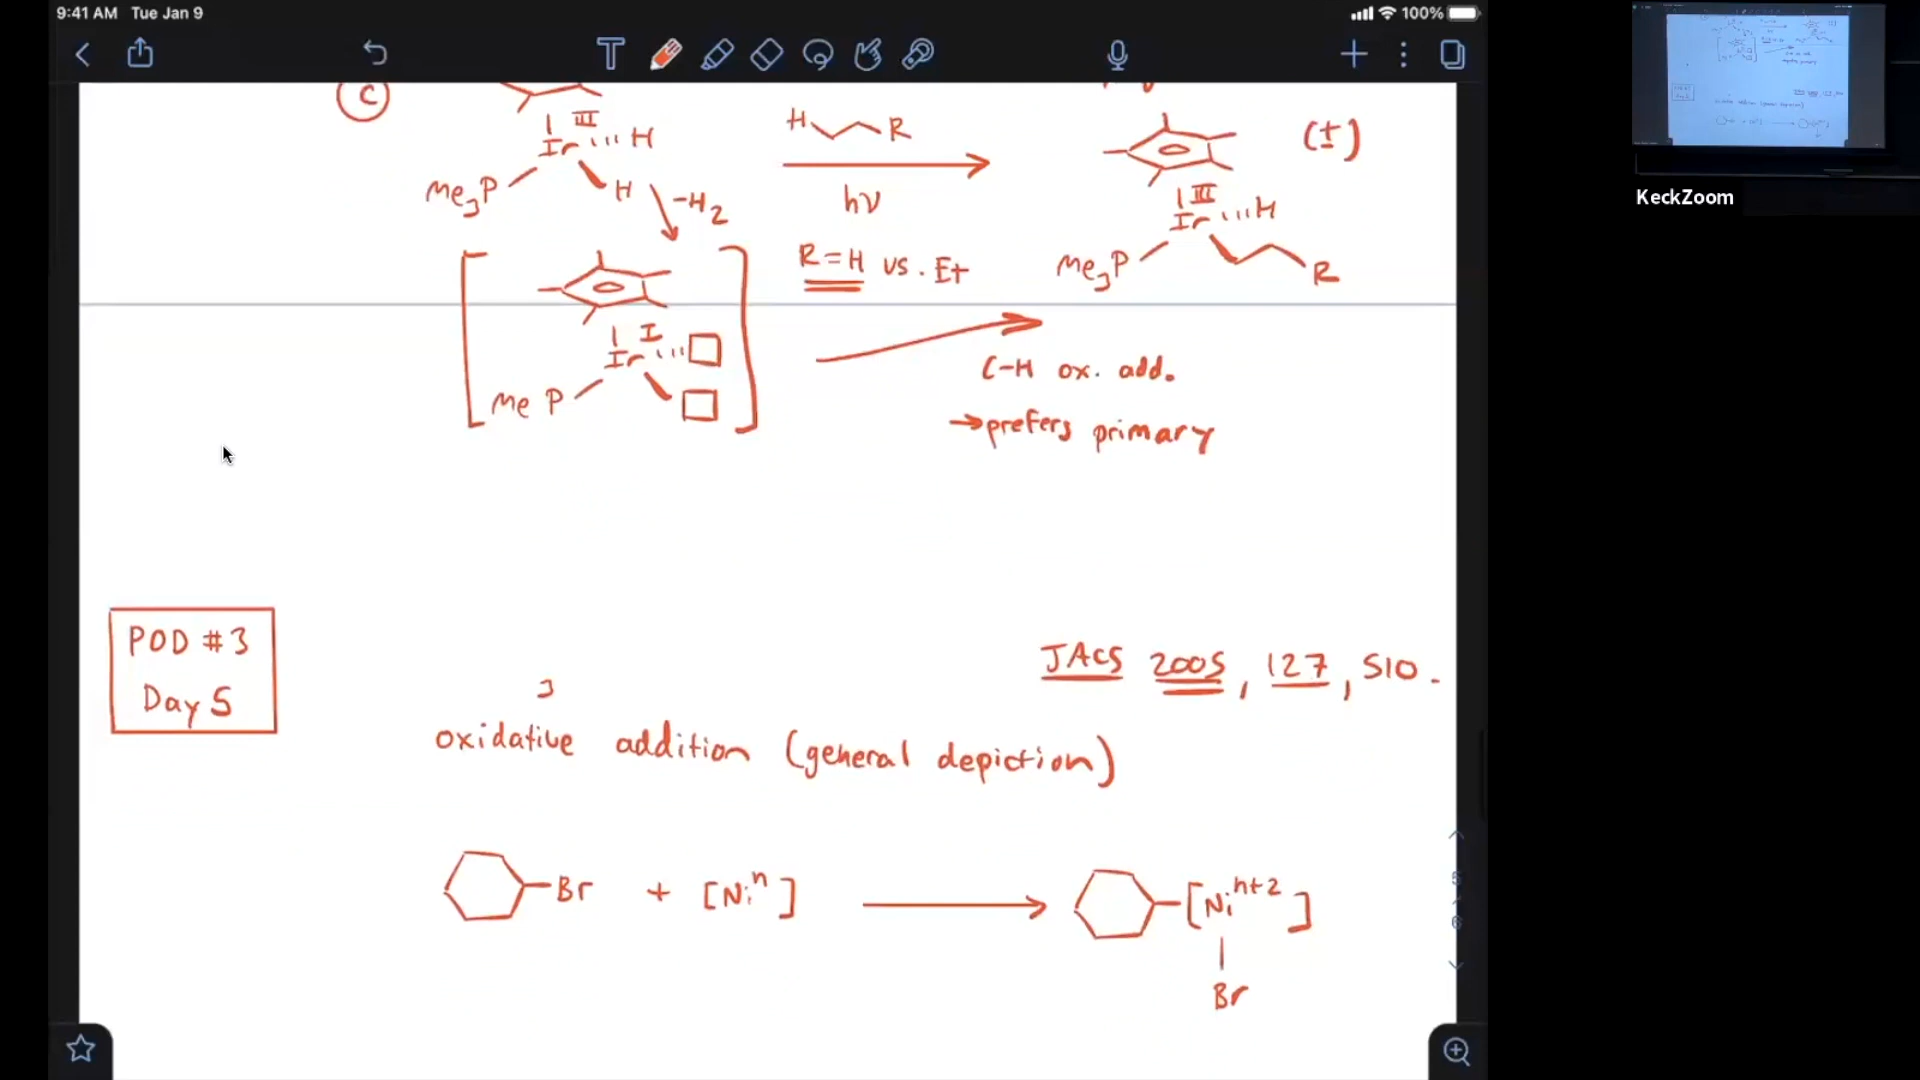 9:41 AM Tue Jan 9
100%
KeckZoom
C
III
Ir H
Me3P
H
-H2
H R
hν
R = H vs. Et
(±)
III
Ir H
Me3P
R
I
Ir
Me P
C-H ox. add.
→prefers primary
POD #3
Day 5
JACS 2005, 127, 510.
oxidative addition (general depiction)
Br + [Niⁿ]
[Niⁿ⁺²]
Br